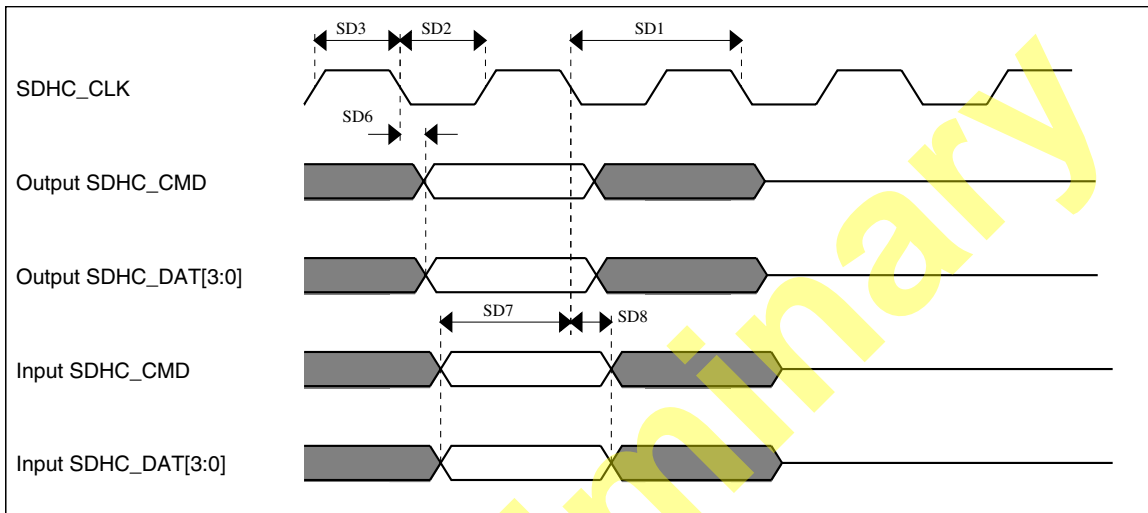 SD3 SD2 SD1
SDHC_CLK
SD6
Output SDHC_CMD
Output SDHC_DAT[3:0]
SD7 SD8
Input SDHC_CMD
Input SDHC_DAT[3:0]
iminary